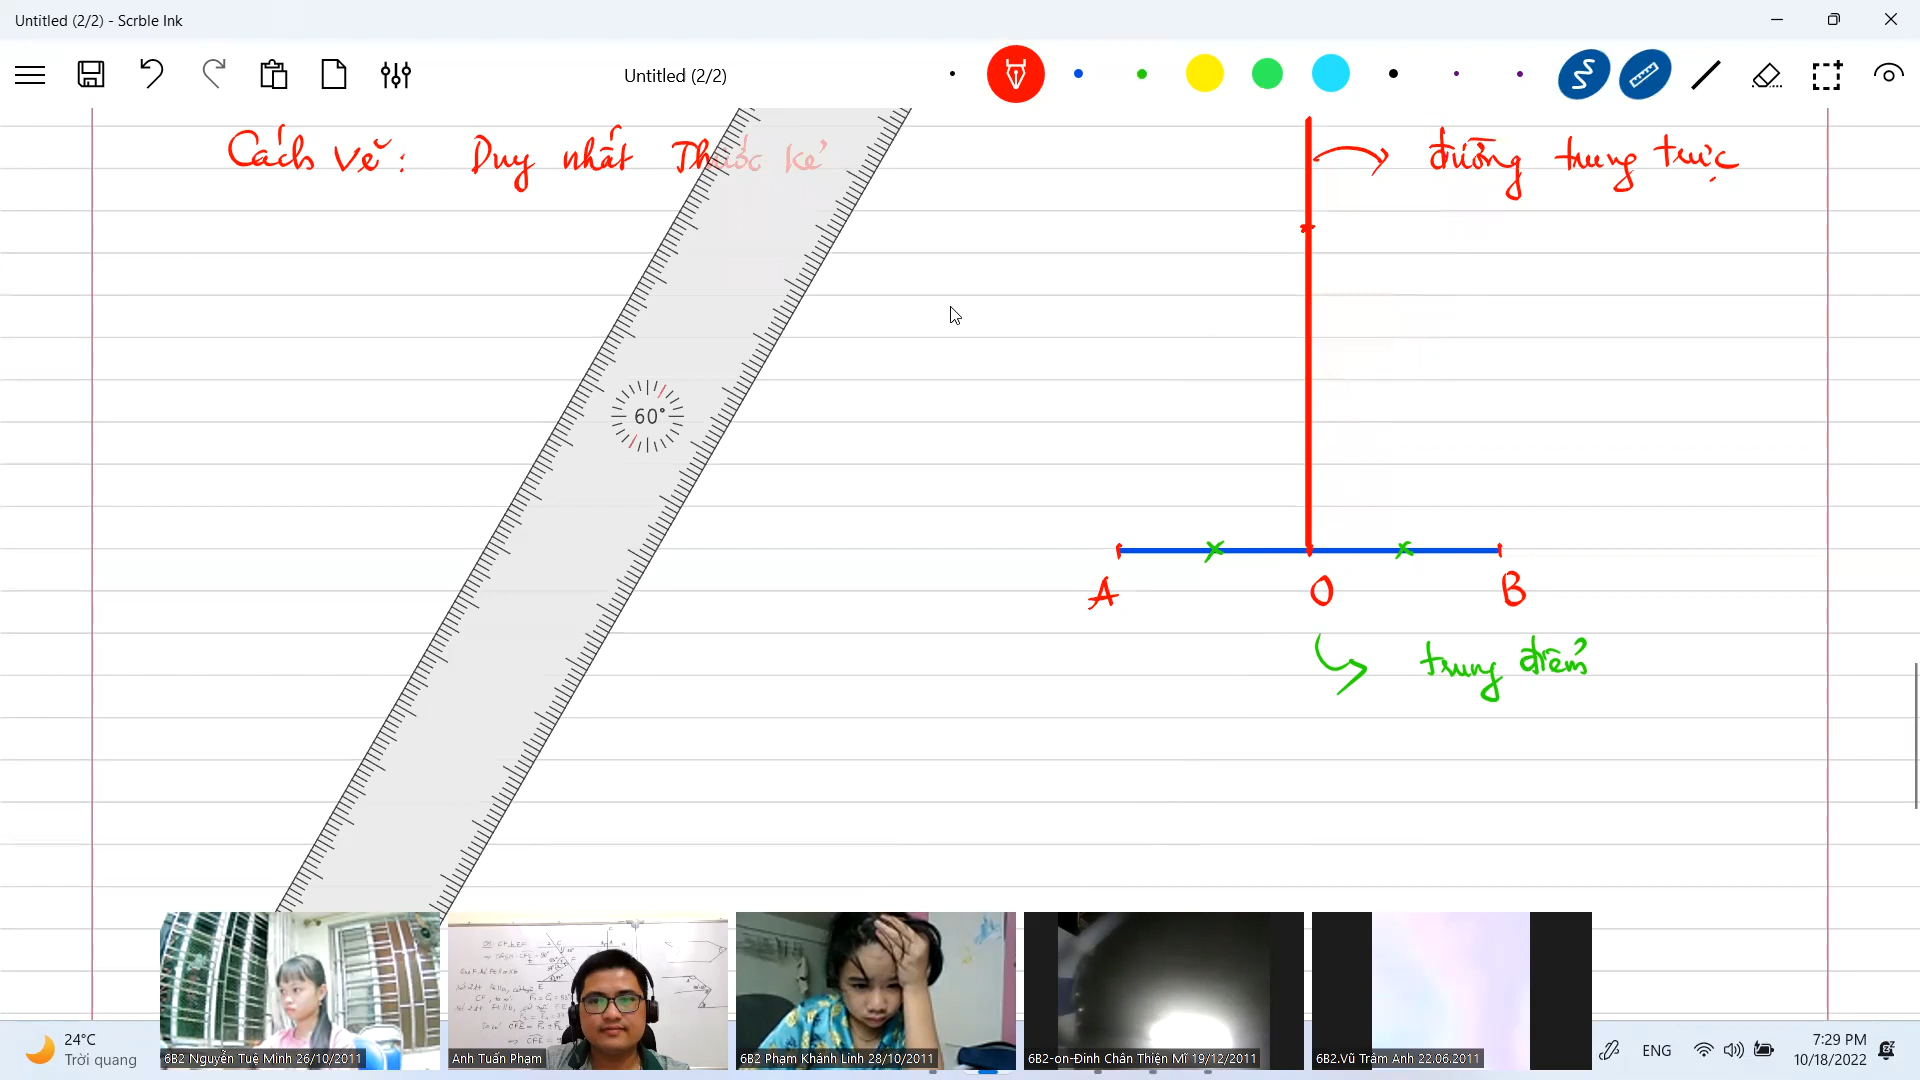 Untitled (2/2) - Scrble Ink
Untitled (2/2)
Cách vẽ: Duy nhất Thước kẻ
đường trung trực
60°
A O B
trung điểm
24°C
Trời quang
6B2 Nguyễn Tuệ Minh 26/10/2011
Anh Tuấn Phạm
6B2 Phạm Khánh Linh 28/10/2011
6B2-on-Đinh Chân Thiện Mĩ 19/12/2011
6B2.Vũ Trâm Anh 22.06.2011
ENG
7:29 PM
10/18/2022